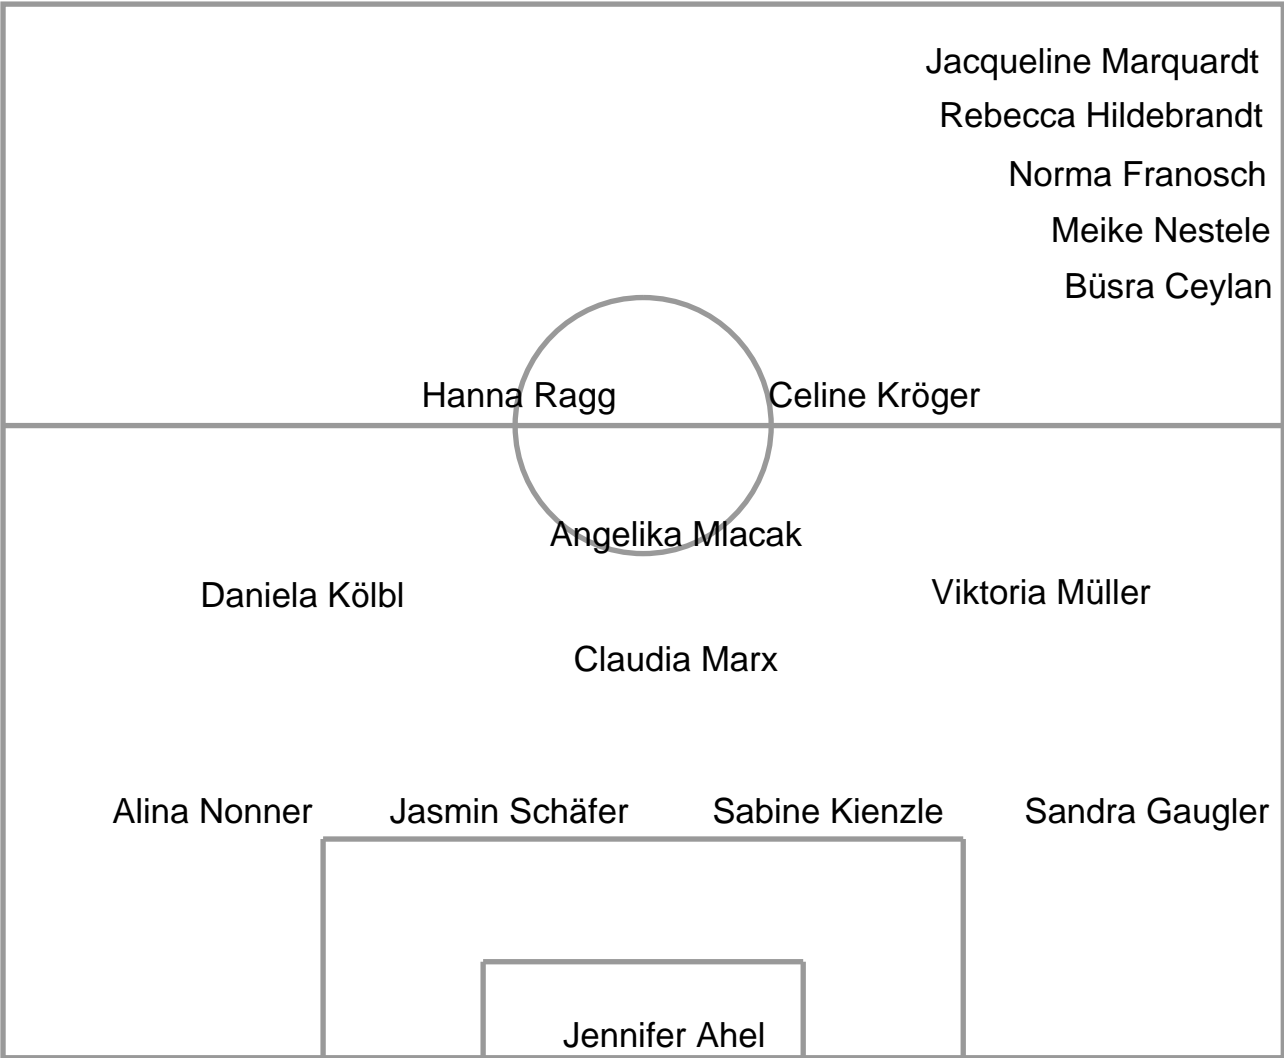 Jacqueline Marquardt
Rebecca Hildebrandt
Norma Franosch
Meike Nestele
Büsra Ceylan
Hanna Ragg Celine Kröger
Angelika Mlacak
Daniela Kölbl Viktoria Müller
Claudia Marx
Alina Nonner Jasmin Schäfer Sabine Kienzle Sandra Gaugler
Jennifer Ahel